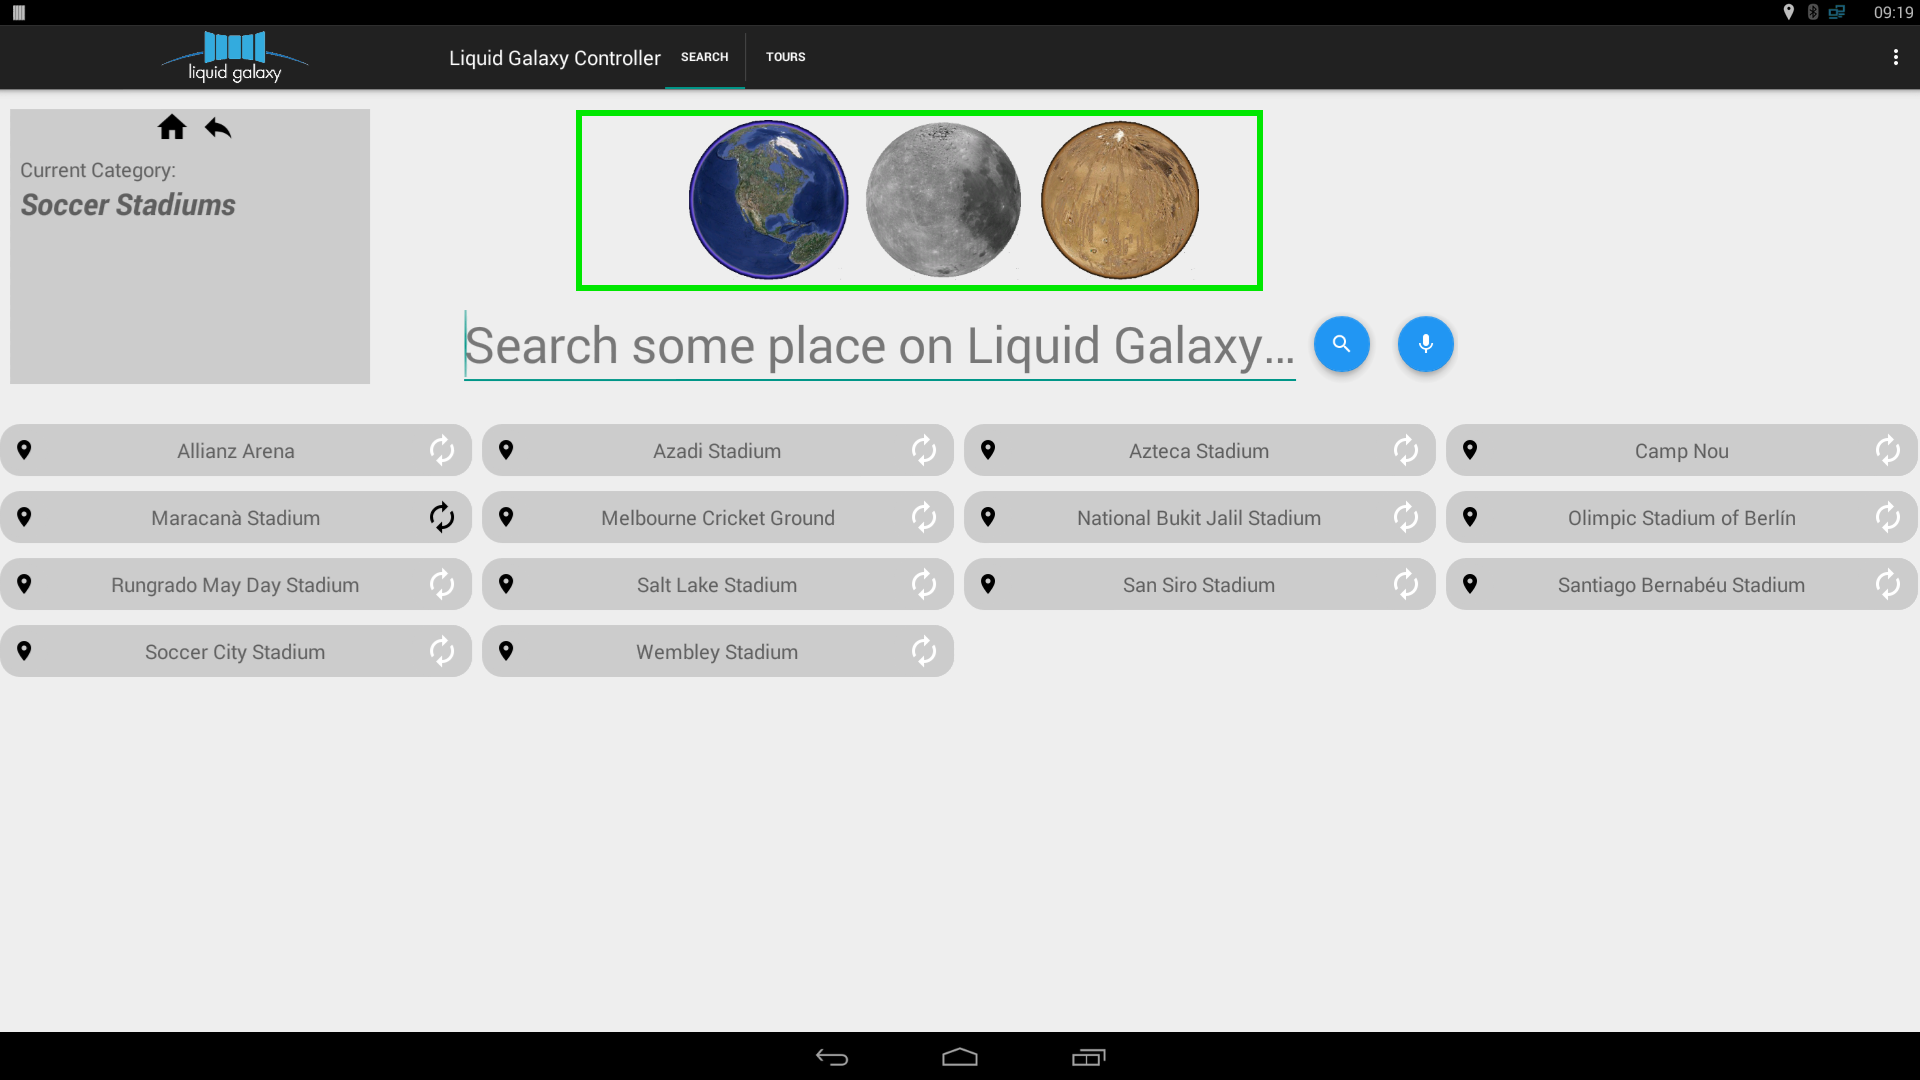 09:19
liquid galaxy
Liquid Galaxy Controller
SEARCH
TOURS
Current Category:
Soccer Stadiums
Search some place on Liquid Galaxy...
Allianz Arena
Azadi Stadium
Azteca Stadium
Camp Nou
Maracanà Stadium
Melbourne Cricket Ground
National Bukit Jalil Stadium
Olimpic Stadium of Berlín
Rungrado May Day Stadium
Salt Lake Stadium
San Siro Stadium
Santiago Bernabéu Stadium
Soccer City Stadium
Wembley Stadium